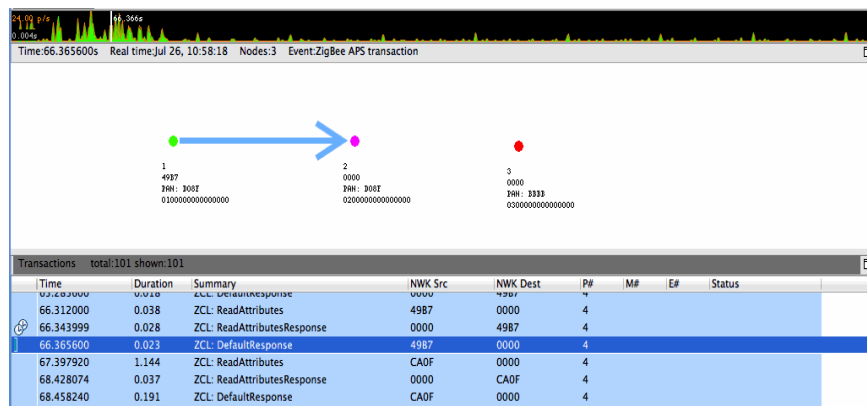 24.00 p/s
66.366s
0.004s
Time:66.365600s Real time:Jul 26, 10:58:18 Nodes:3 Event:ZigBee APS transaction
1
49B7
PAN: D08F
0100000000000000
2
0000
PAN: D08F
0200000000000000
3
0000
PAN: BBBB
0300000000000000
Transactions total:101 shown:101
Time Duration Summary NWK Src NWK Dest P# M# E# Status
65.285000 0.018 ZCL: DefaultResponse 0000 49B7 4
66.312000 0.038 ZCL: ReadAttributes 49B7 0000 4
66.343999 0.028 ZCL: ReadAttributesResponse 0000 49B7 4
66.365600 0.023 ZCL: DefaultResponse 49B7 0000 4
67.397920 1.144 ZCL: ReadAttributes CA0F 0000 4
68.428074 0.037 ZCL: ReadAttributesResponse 0000 CA0F 4
68.458240 0.191 ZCL: DefaultResponse CA0F 0000 4